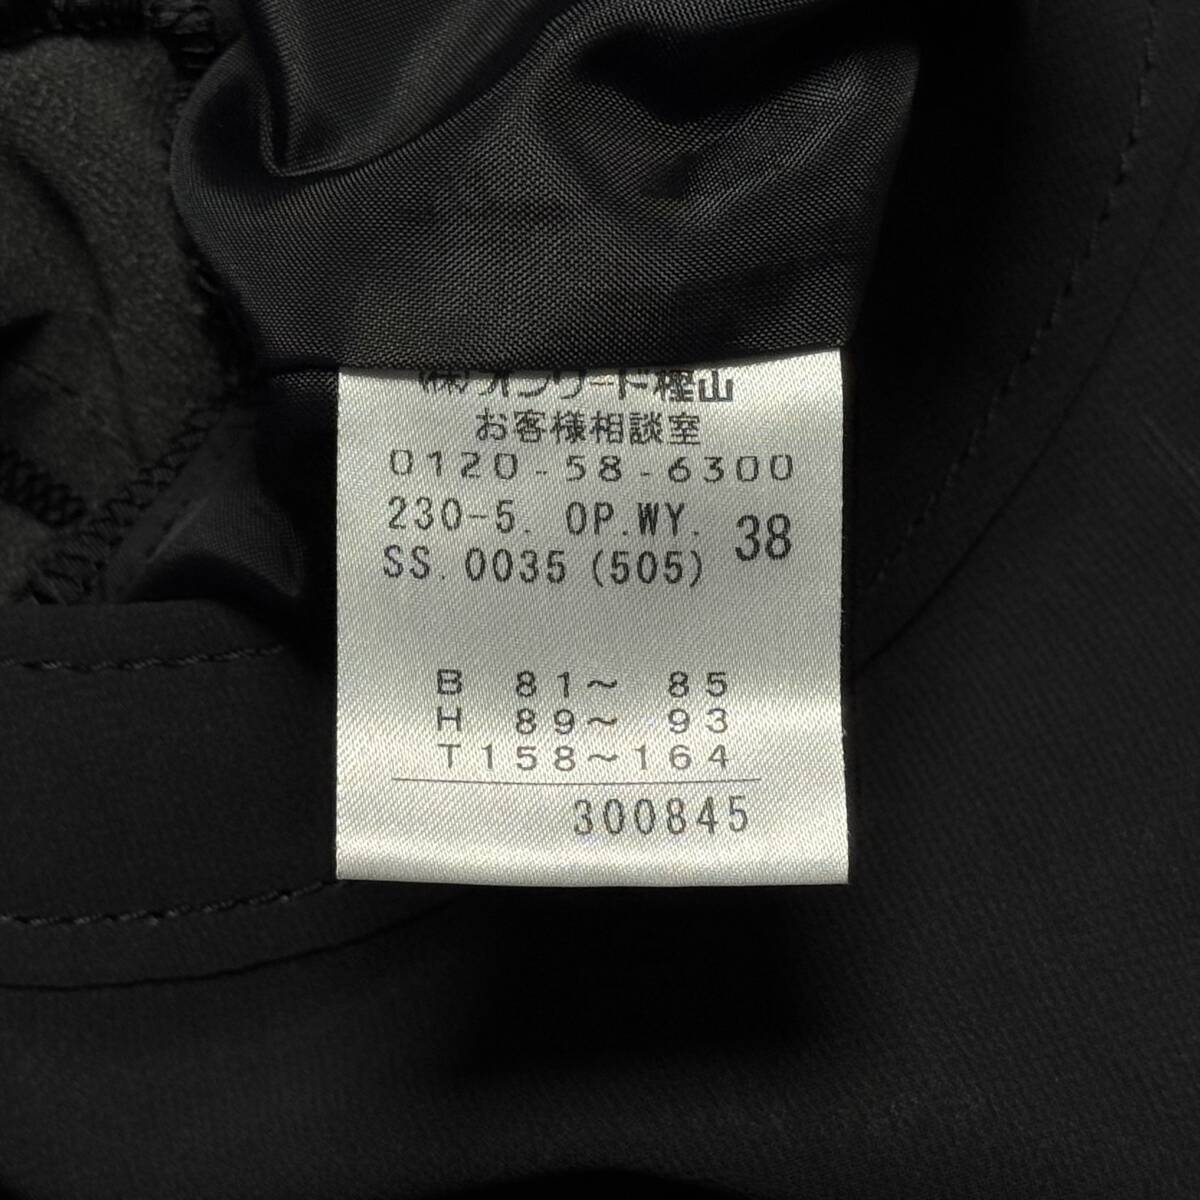 (株)オンワード樫山
お客様相談室
0120-58-6300
230-5. OP.WY. 38
SS.0035(505)
B 81～ 85
H 89～ 93
T158～164
300845